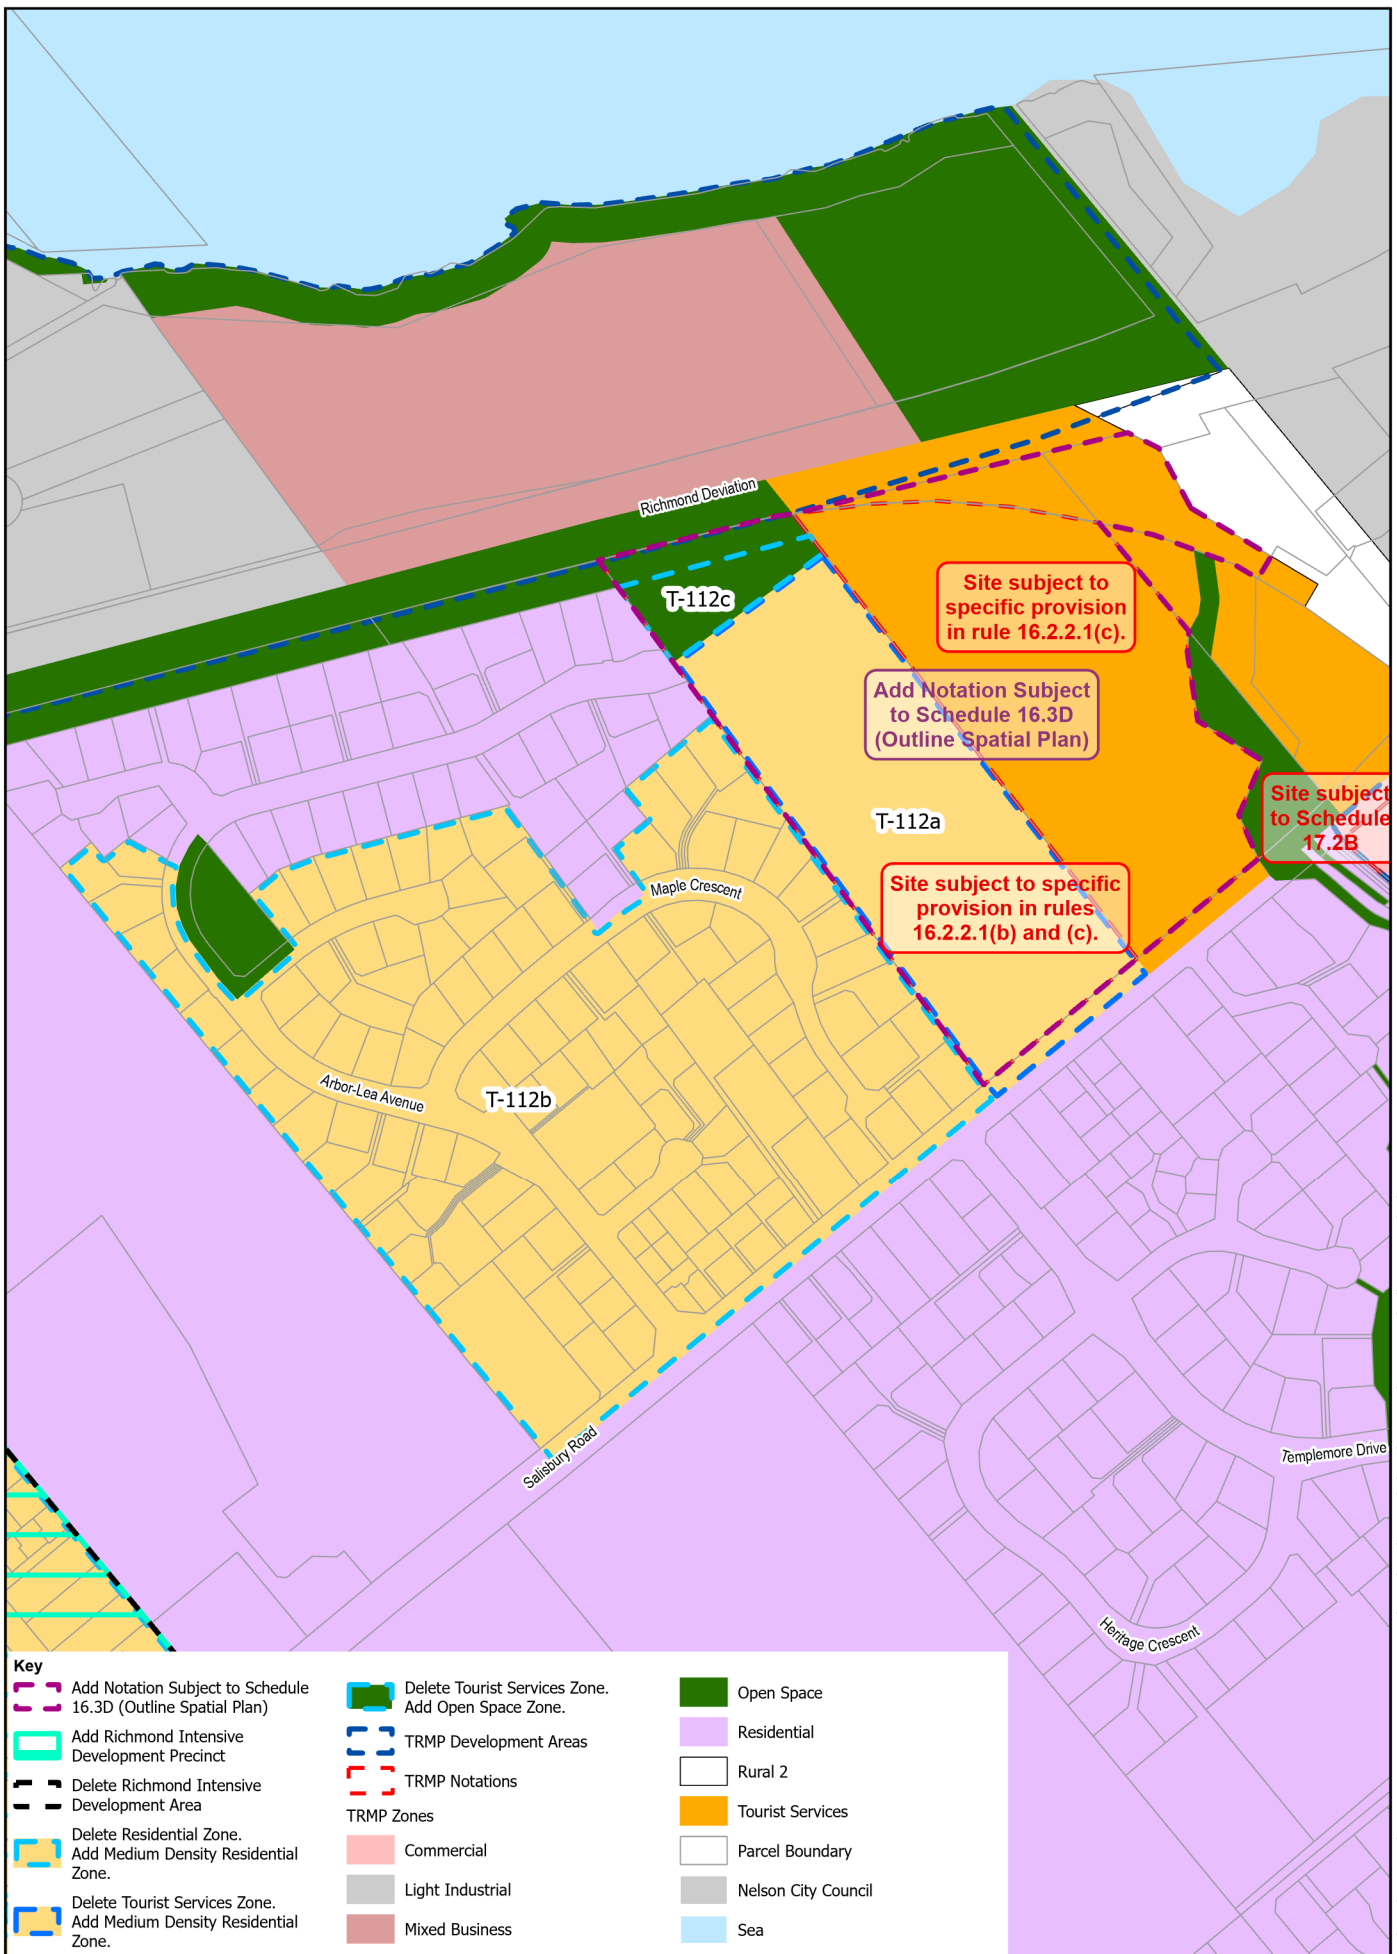 Richmond Deviation
T-112c
Site subject to
specific provision
in rule 16.2.2.1(c).
Add Notation Subject
to Schedule 16.3D
(Outline Spatial Plan)
Site subject
to Schedule
17.2B
T-112a
Site subject to specific
provision in rules
16.2.2.1(b) and (c).
Maple Crescent
Arbor-Lea Avenue
T-112b
Salisbury Road
Templemore Drive
Heritage Crescent
Key
Add Notation Subject to Schedule
16.3D (Outline Spatial Plan)
Add Richmond Intensive
Development Precinct
Delete Richmond Intensive
Development Area
Delete Residential Zone.
Add Medium Density Residential
Zone.
Delete Tourist Services Zone.
Add Medium Density Residential
Zone.
Delete Tourist Services Zone.
Add Open Space Zone.
TRMP Development Areas
TRMP Notations
TRMP Zones
Commercial
Light Industrial
Mixed Business
Open Space
Residential
Rural 2
Tourist Services
Parcel Boundary
Nelson City Council
Sea